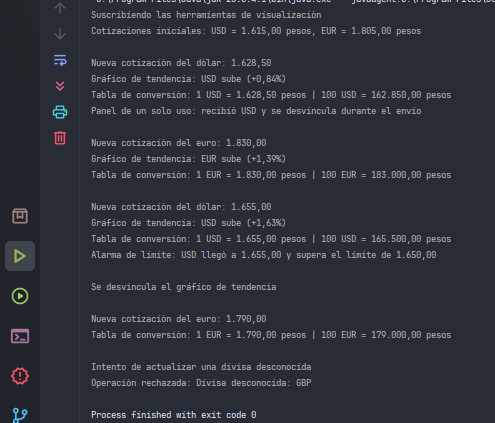 Suscribiendo las herramientas de visualización
Cotizaciones iniciales: USD = 1.615,00 pesos, EUR = 1.805,00 pesos
Nueva cotización del dólar: 1.628,50
Gráfico de tendencia: USD sube (+0,84%)
Tabla de conversión: 1 USD = 1.628,50 pesos | 100 USD = 162.850,00 pesos
Panel de un solo uso: recibió USD y se desvincula durante el envío
Nueva cotización del euro: 1.830,00
Gráfico de tendencia: EUR sube (+1,39%)
Tabla de conversión: 1 EUR = 1.830,00 pesos | 100 EUR = 183.000,00 pesos
Nueva cotización del dólar: 1.655,00
Gráfico de tendencia: USD sube (+1,63%)
Tabla de conversión: 1 USD = 1.655,00 pesos | 100 USD = 165.500,00 pesos
Alarma de límite: USD llegó a 1.655,00 y supera el límite de 1.650,00
Se desvincula el gráfico de tendencia
Nueva cotización del euro: 1.790,00
Tabla de conversión: 1 EUR = 1.790,00 pesos | 100 EUR = 179.000,00 pesos
Intento de actualizar una divisa desconocida
Operación rechazada: Divisa desconocida: GBP
Process finished with exit code 0